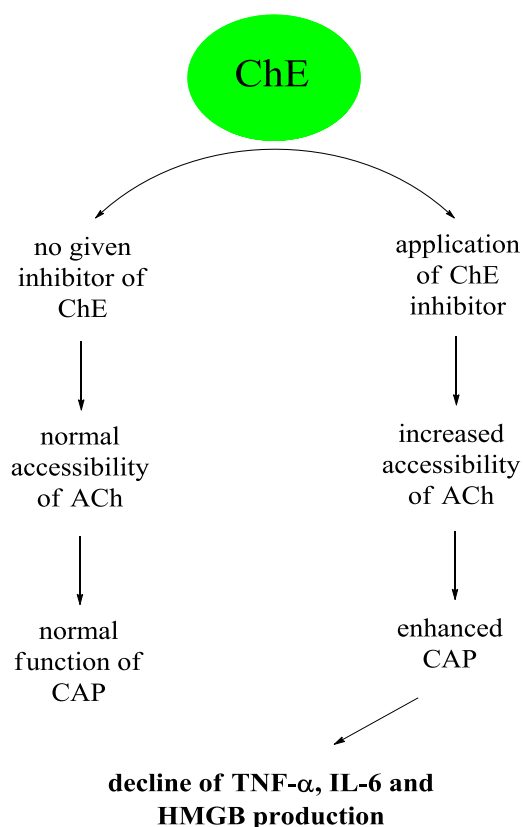 ChE
no given
inhibitor of
ChE
application
of ChE
inhibitor
normal
accessibility
of ACh
increased
accessibility
of ACh
normal
function of
CAP
enhanced
CAP
decline of TNF-α, IL-6 and
HMGB production